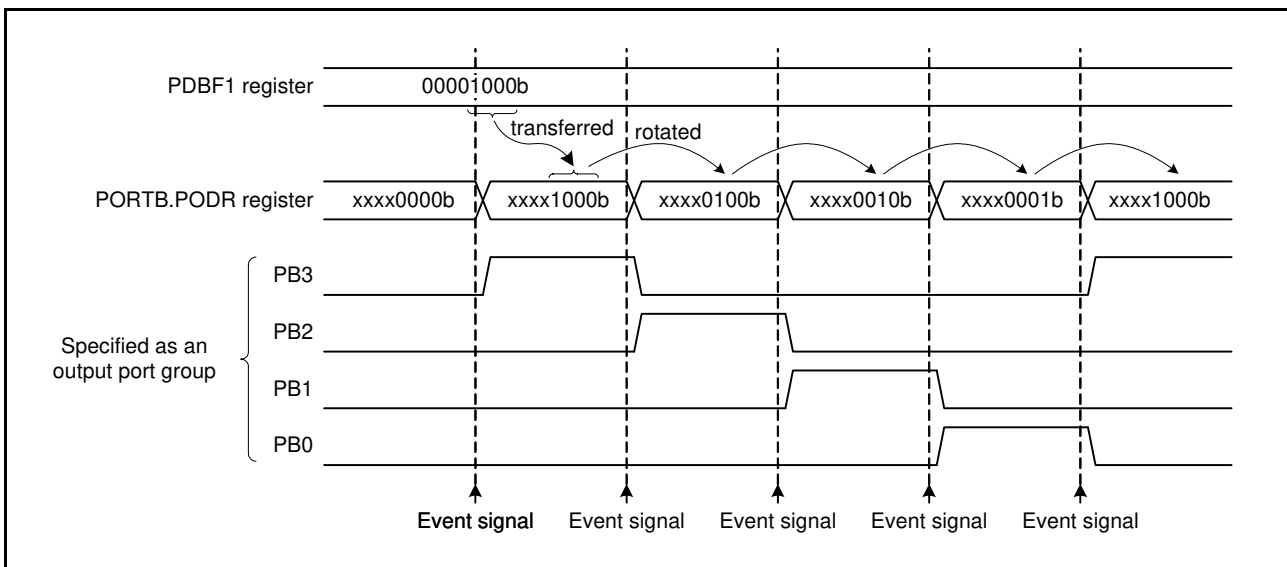 PDBF1 register
00001000b
transferred
rotated
PORTB.PODR register
xxxx0000b
xxxx1000b
xxxx0100b
xxxx0010b
xxxx0001b
xxxx1000b
Specified as an
output port group
PB3
PB2
PB1
PB0
Event signal
Event signal
Event signal
Event signal
Event signal